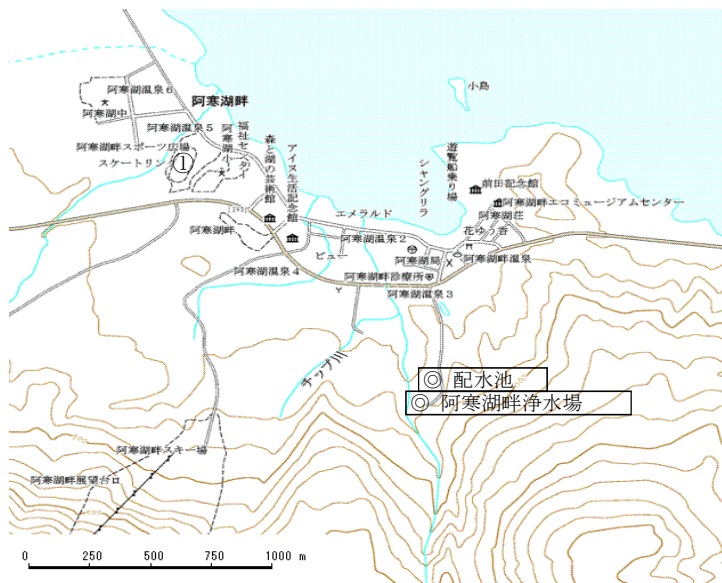 小島
阿寒湖温泉6
阿寒湖畔
阿寒湖中
阿寒湖温泉5
阿寒湖畔スポーツ広場
スケートリンク
①
阿寒湖小
福祉センター
森と湖の芸術館
アイヌ生活記念館
シャングリラ
遊覧船乗り場
前田記念館
阿寒湖畔エコミュージアムセンター
阿寒湖荘
エメラルド
花ゆう香
阿寒湖畔
阿寒湖温泉2
ビュー
阿寒湖局
阿寒湖畔温泉
阿寒湖温泉4
阿寒湖畔診療所
阿寒湖温泉3
チップ川
◎ 配水池
◎ 阿寒湖畔浄水場
阿寒湖畔スキー場
阿寒湖畔展望台
0 250 500 750 1000 m